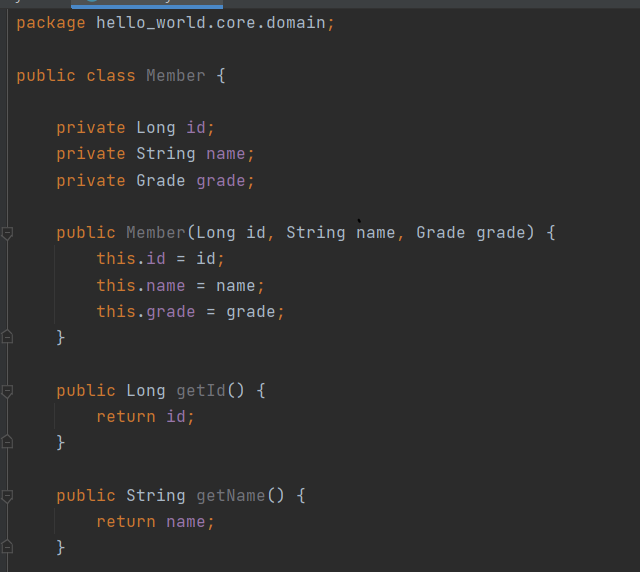 package hello_world.core.domain;
public class Member {
private Long id;
private String name;
private Grade grade;
public Member(Long id, String name, Grade grade) {
this.id = id;
this.name = name;
this.grade = grade;
}
public Long getId() {
return id;
}
public String getName() {
return name;
}